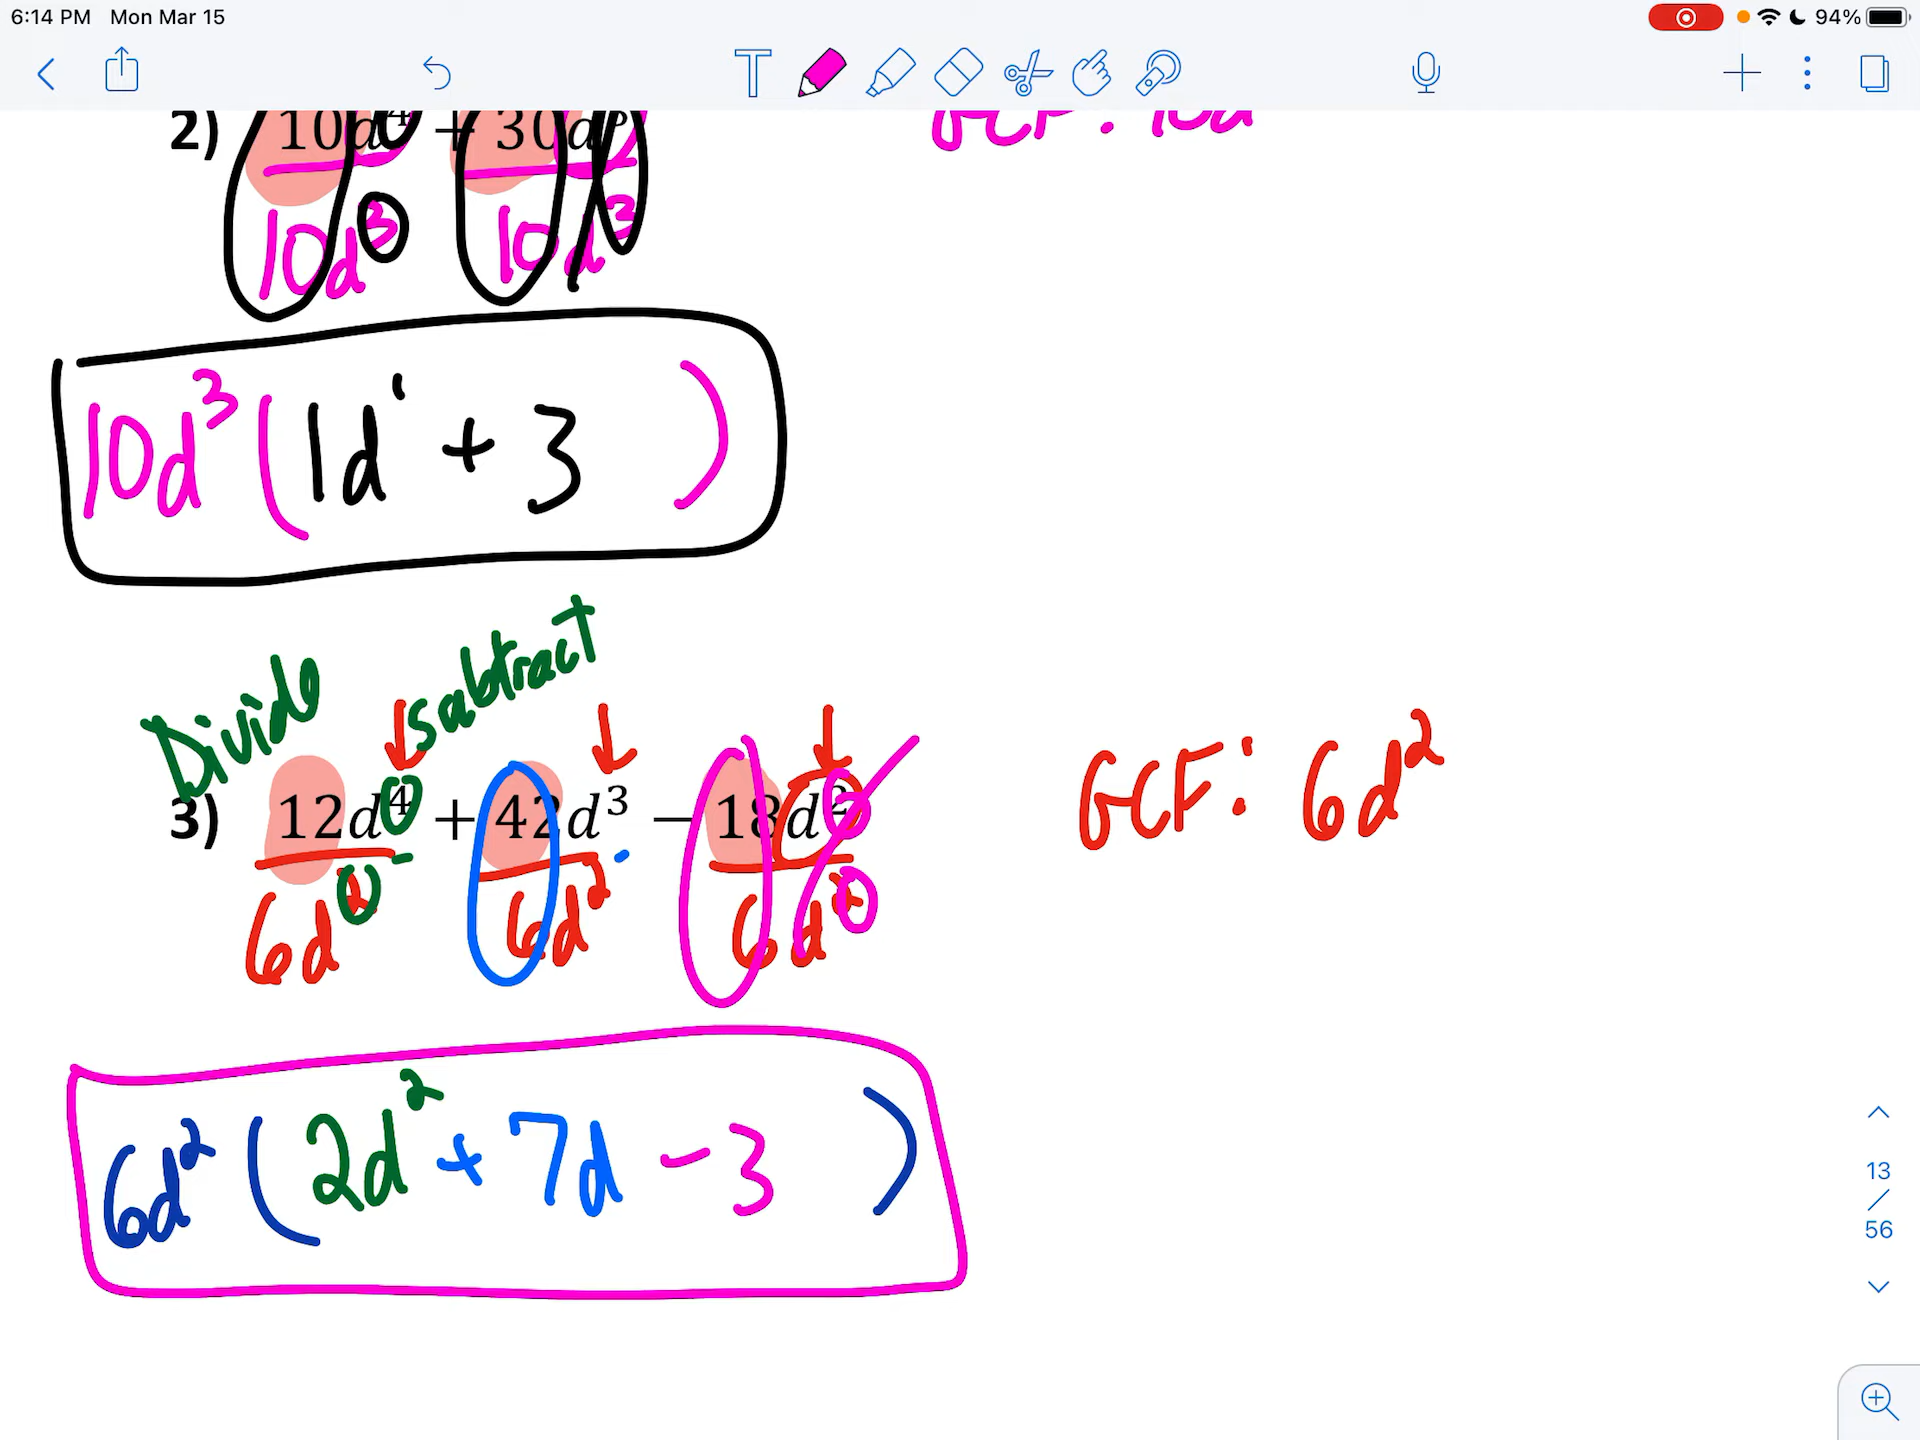 6:14 PM Mon Mar 15 94%
T
2) 10d⁴ + 30d³ GCF: 10d
10d³ 10d³
10d³ ( 1d¹ + 3 )
Divide subtract
3) 12d⁴ + 42d³ − 18d² GCF: 6d²
6d² 6d² 6d²
6d² ( 2d² + 7d - 3 )
13
/
56